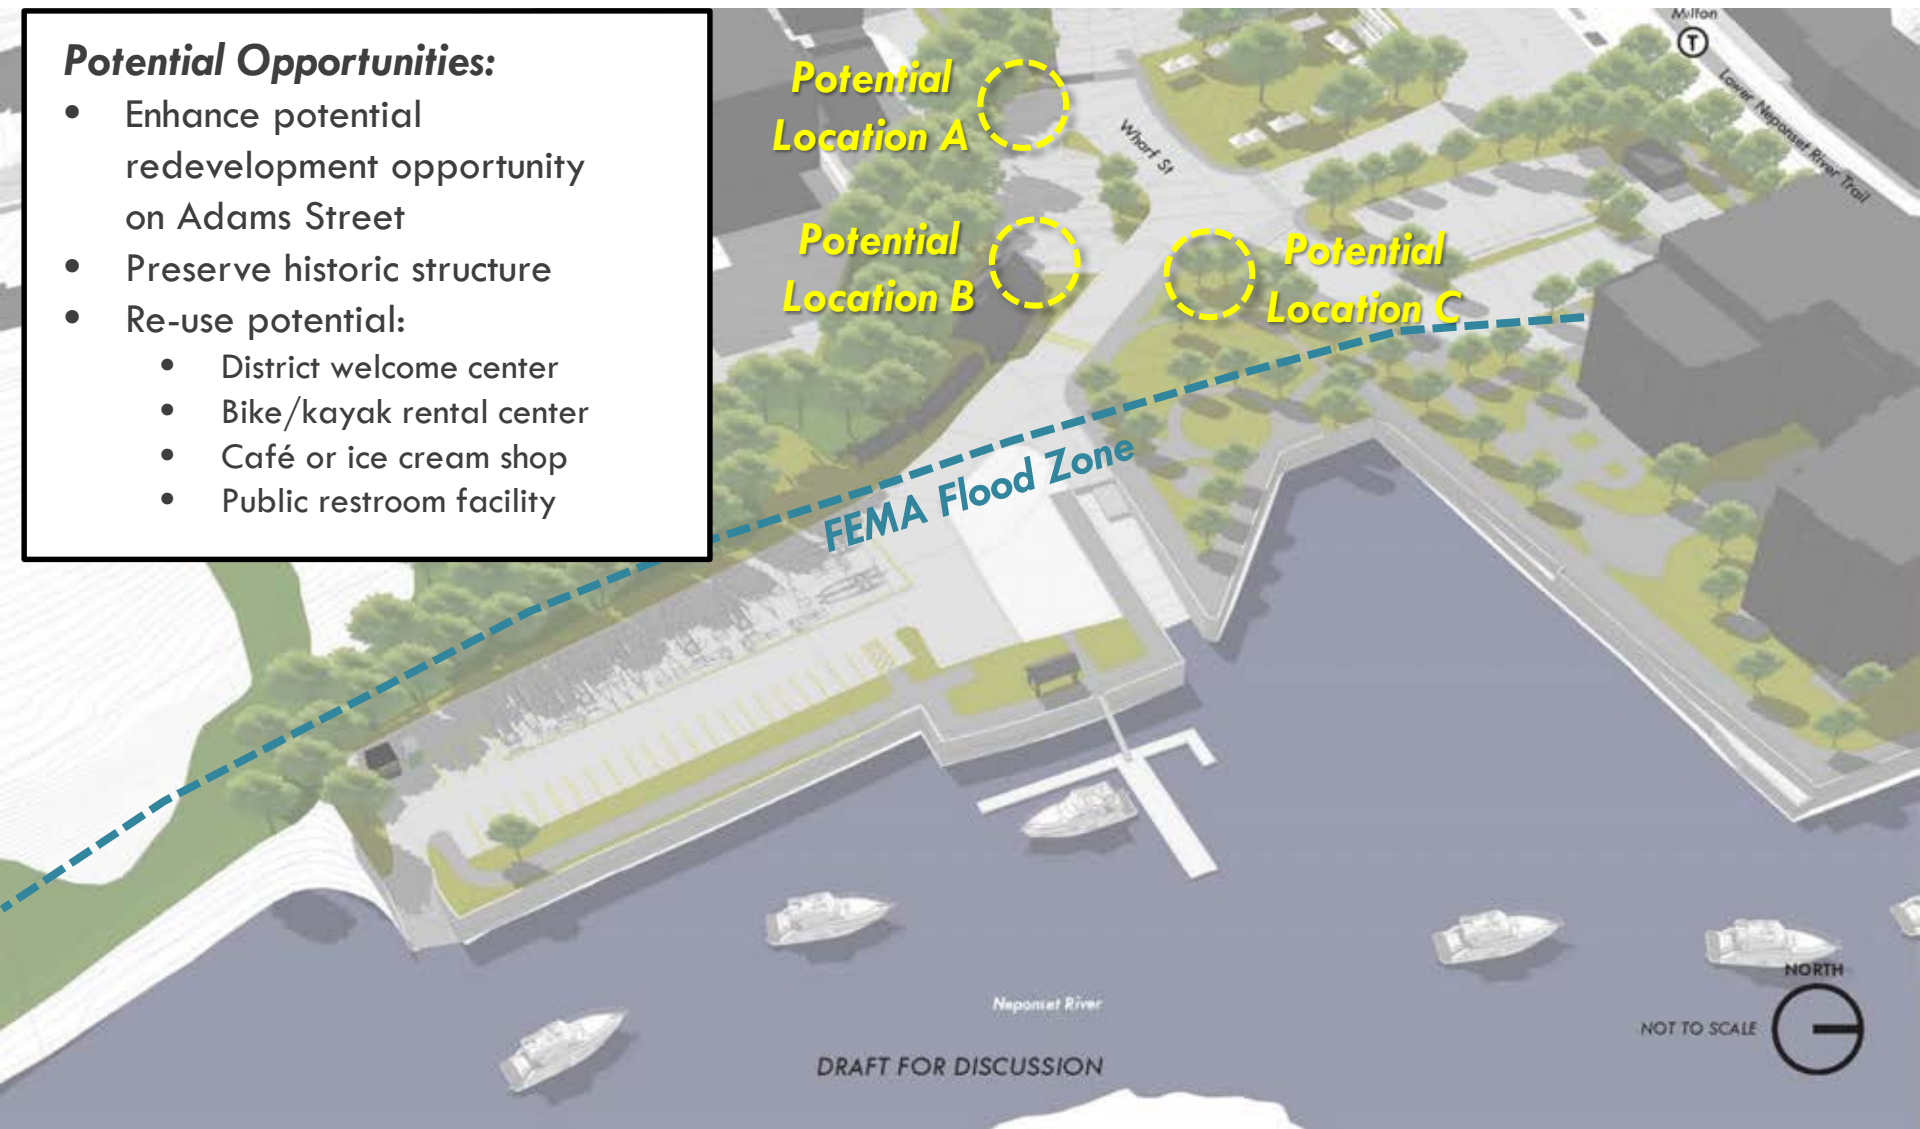 Potential Opportunities:
• Enhance potential
redevelopment opportunity
on Adams Street
• Preserve historic structure
• Re-use potential:
• District welcome center
• Bike/kayak rental center
• Café or ice cream shop
• Public restroom facility
Potential
Location A
Potential
Location B
Potential
Location C
Wharf St
Milton
T
Lower Neponset River Trail
FEMA Flood Zone
Neponset River
DRAFT FOR DISCUSSION
NORTH
NOT TO SCALE